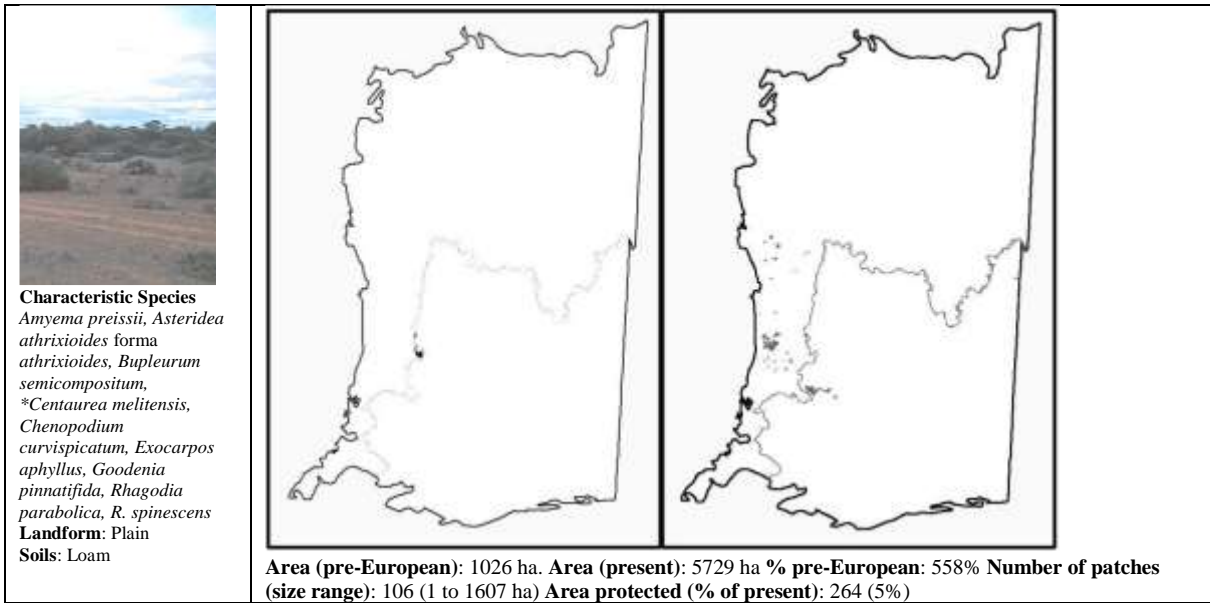 Characteristic Species
Amyema preissii, Asteridea
athrixioides forma
athrixioides, Bupleurum
semicompositum,
*Centaurea melitensis,
Chenopodium
curvispicatum, Exocarpos
aphyllus, Goodenia
pinnatifida, Rhagodia
parabolica, R. spinescens
Landform: Plain
Soils: Loam
Area (pre-European): 1026 ha. Area (present): 5729 ha % pre-European: 558% Number of patches
(size range): 106 (1 to 1607 ha) Area protected (% of present): 264 (5%)